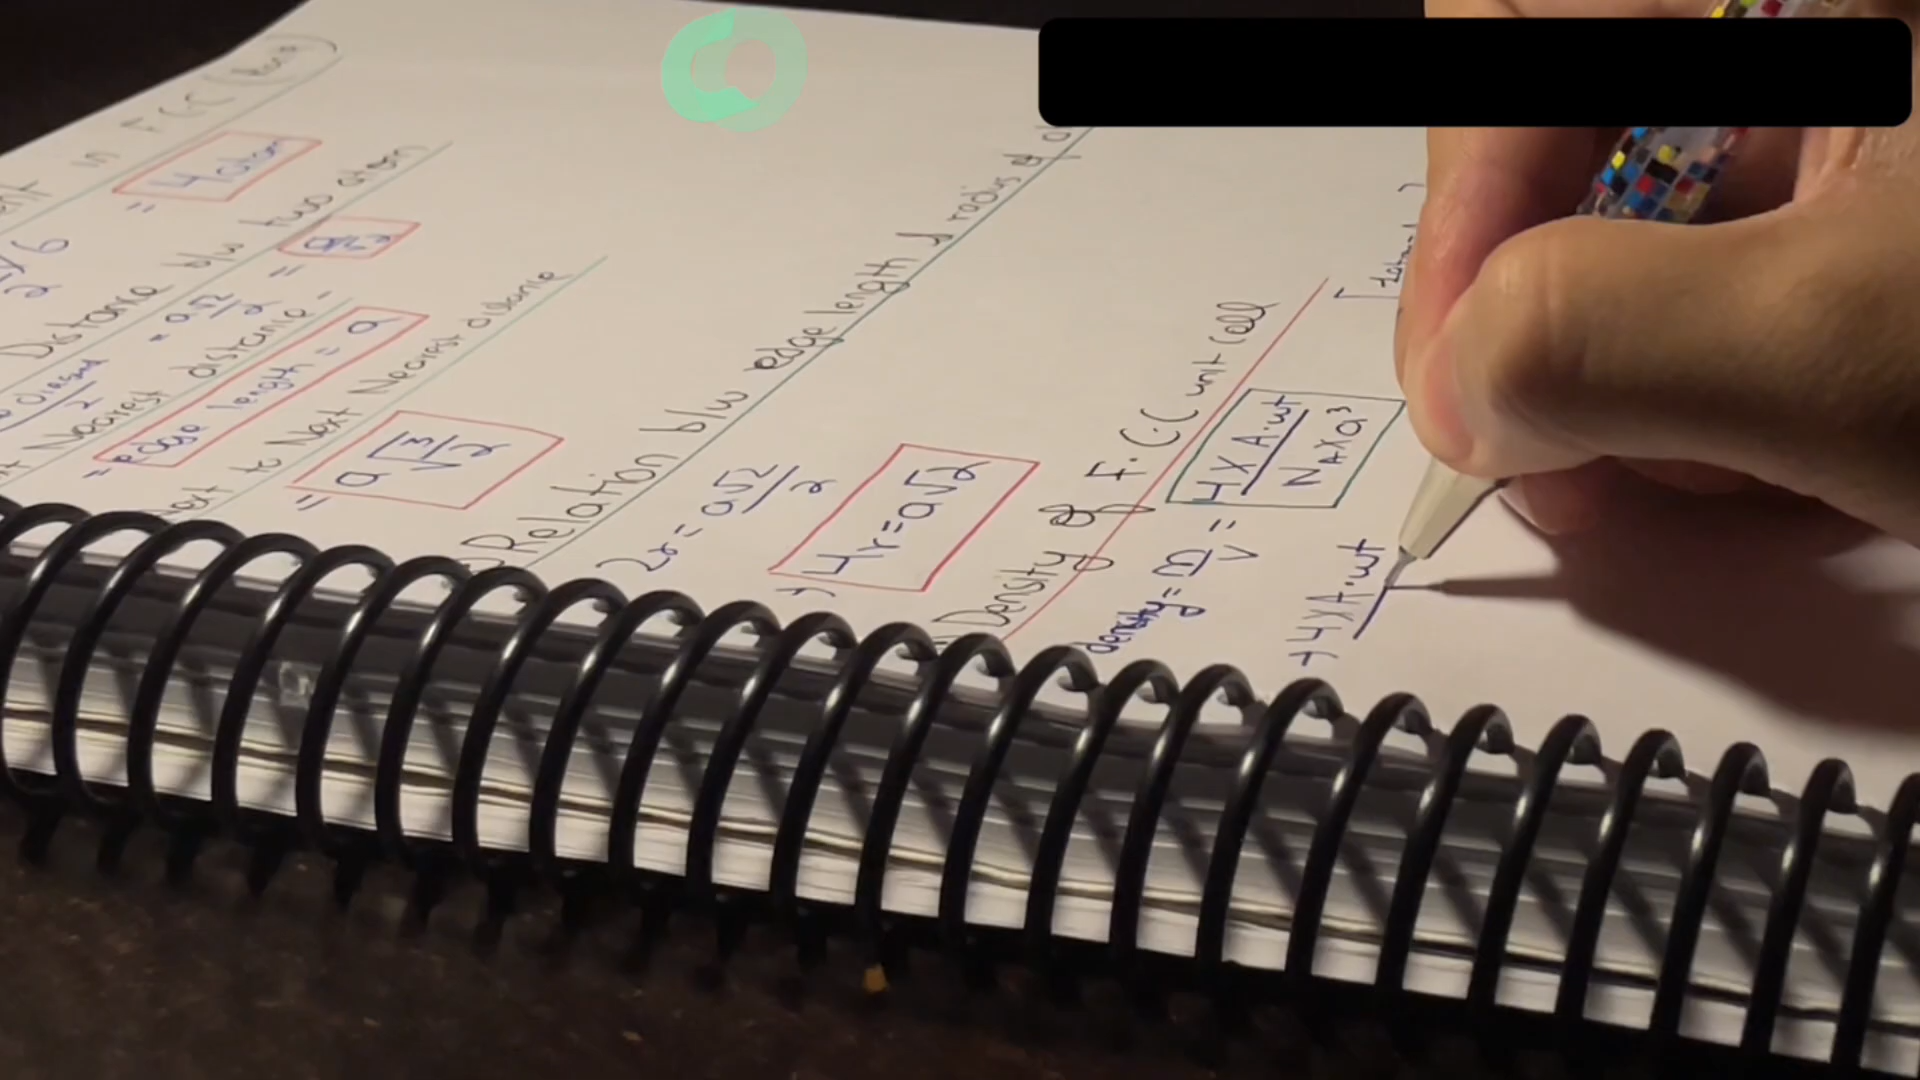 in F.C.C
= 4 atom
Distance b/w two atom
= a√2/2 = a/√2
Nearest distance -
= edge length = a
Next to Next Nearest distance
= a √3/2
Relation b/w edge length & radius of
2r = a√2/2
4r = a√2
Density of F.C.C unit cell
density = m/V = 4 X A.wt / NA X a³
4 X A.wt